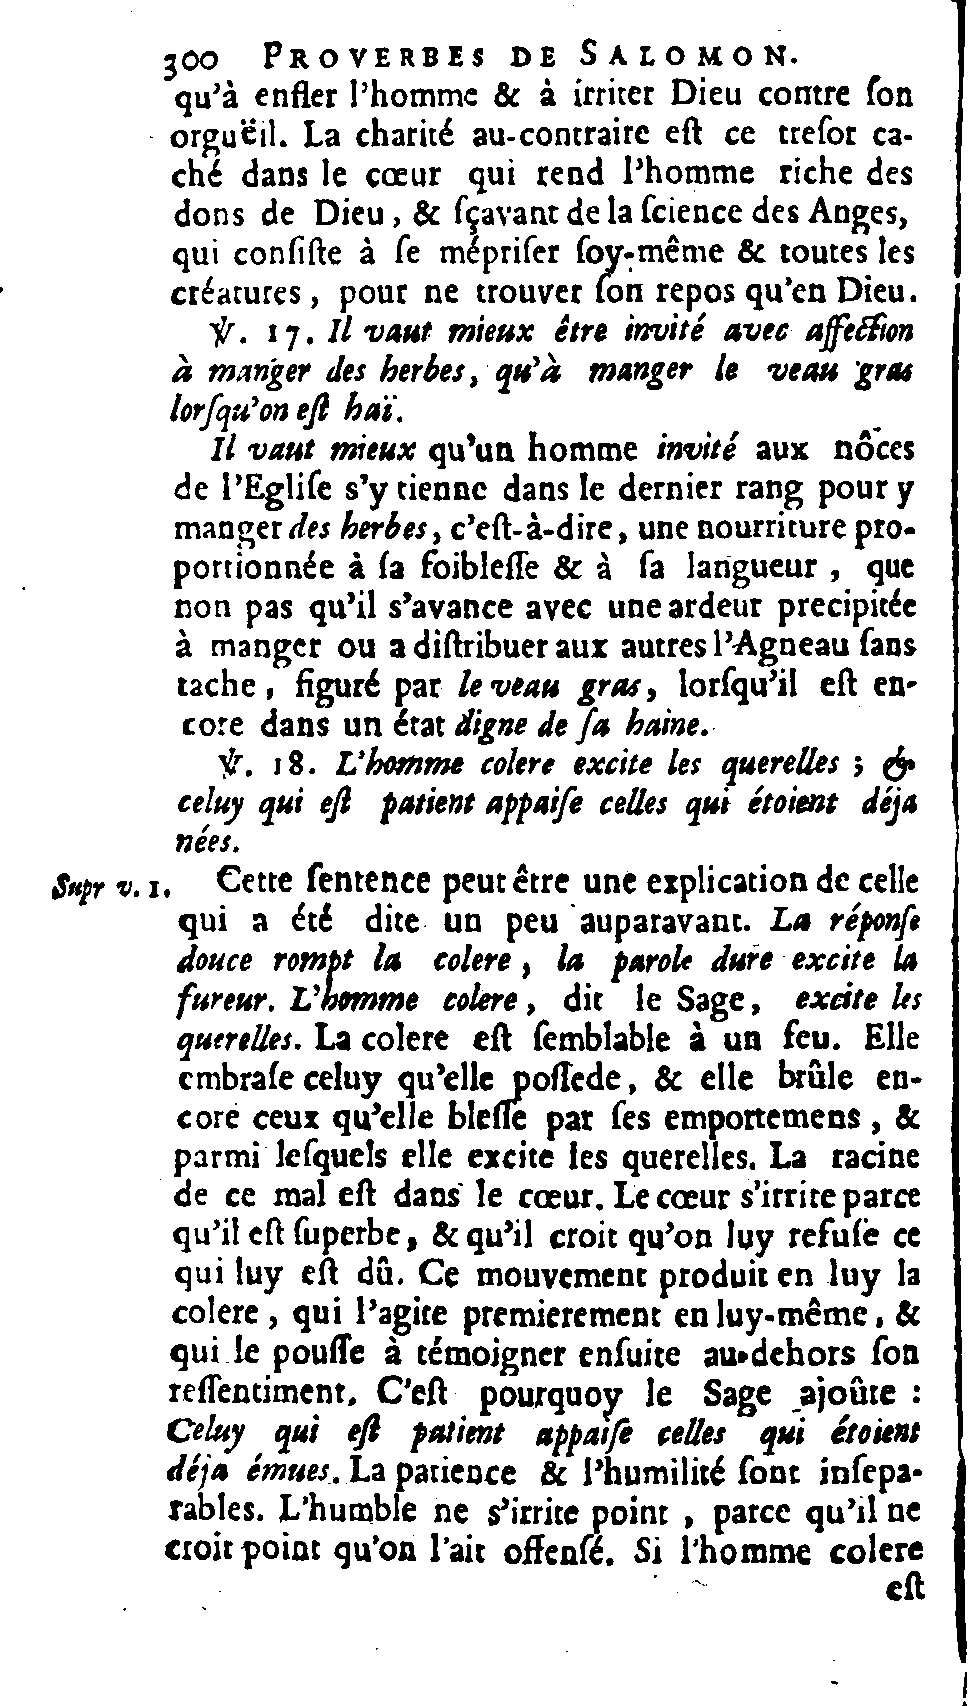 300 PROVERBES DE SALOMON.
qu'à enfler l'homme & à irriter Dieu contre ſon
orguëil. La charité au-contraire eſt ce treſor ca-
ché dans le cœur qui rend l'homme riche des
dons de Dieu, & ſçavant de la ſcience des Anges,
qui conſiſte à ſe mépriſer ſoy-même & toutes les
créatures, pour ne trouver ſon repos qu'en Dieu.
℣. 17. Il vaut mieux être invité avec affection
à manger des herbes, qu'à manger le veau gras
lorſqu'on eſt haï.
Il vaut mieux qu'un homme invité aux nôces
de l'Egliſe s'y tienne dans le dernier rang pour y
manger des herbes, c'eſt-à-dire, une nourriture pro-
portionnée à ſa foibleſſe & à ſa langueur, que
non pas qu'il s'avance avec une ardeur precipitée
à manger ou a diſtribuer aux autres l'Agneau ſans
tache, figuré par le veau gras, lorſqu'il eſt en-
core dans un état digne de ſa haine.
℣. 18. L'homme colere excite les querelles ; &
celuy qui eſt patient appaiſe celles qui étoient déja
nées.
Supr v. 1. Cette ſentence peut être une explication de celle
qui a été dite un peu auparavant. La réponſe
douce rompt la colere, la parole dure excite la
fureur. L'homme colere, dit le Sage, excite les
querelles. La colere eſt ſemblable à un feu. Elle
embraſe celuy qu'elle poſſede, & elle brûle en-
core ceux qu'elle bleſſe par ſes emportemens, &
parmi leſquels elle excite les querelles. La racine
de ce mal eſt dans le cœur. Le cœur s'irrite parce
qu'il eſt ſuperbe, & qu'il croit qu'on luy refuſe ce
qui luy eſt dû. Ce mouvement produit en luy la
colere, qui l'agite premierement en luy-même, &
qui le pouſſe à témoigner enſuite au-dehors ſon
reſſentiment. C'eſt pourquoy le Sage ajoûte :
Celuy qui eſt patient appaiſe celles qui étoient
déja émues. La patience & l'humilité ſont inſepa-
rables. L'humble ne s'irrite point, parce qu'il ne
croit point qu'on l'ait offenſé. Si l'homme colere
eſt